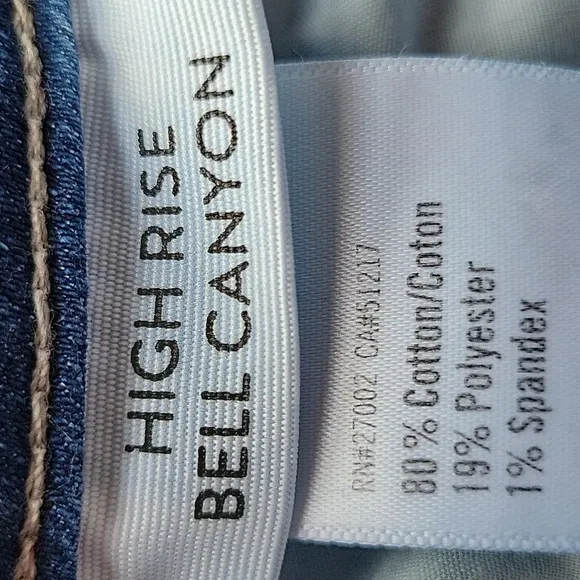 HIGH RISE
BELL CANYON
RN#27002 CA#51217
80% Cotton/Coton
19% Polyester
1% Spandex